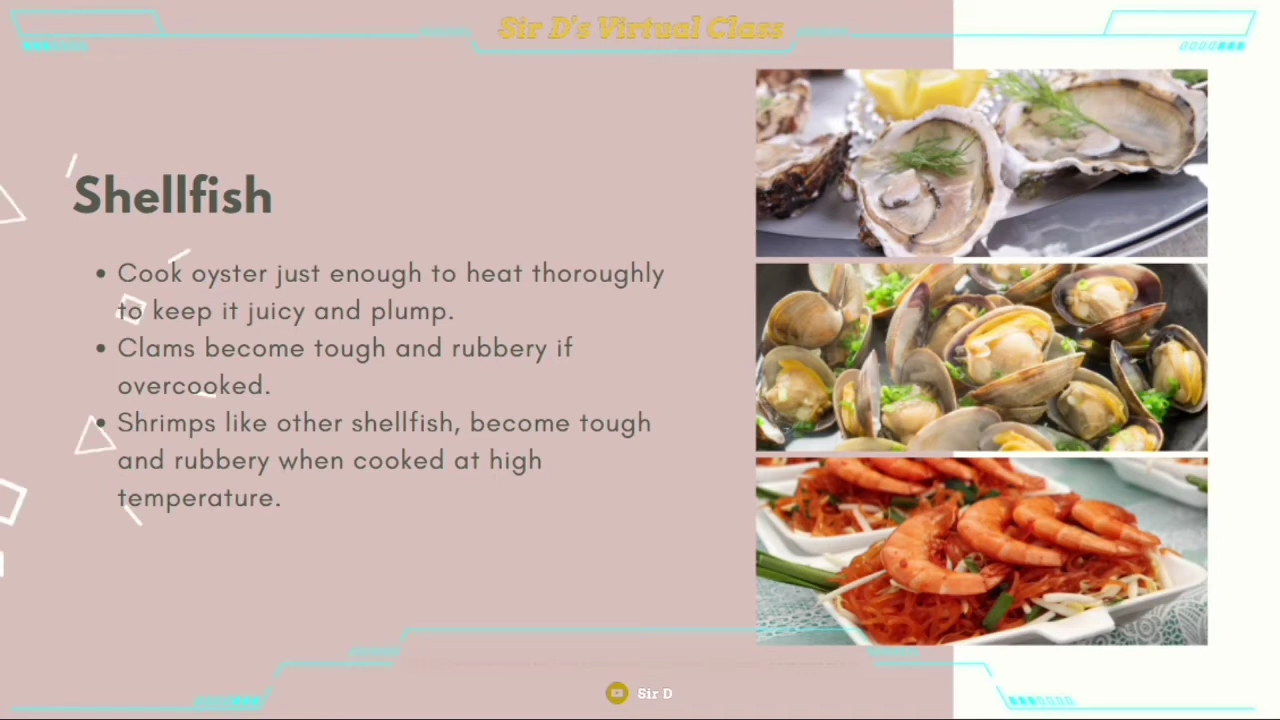 Sir D's Virtual Class
Shellfish
• Cook oyster just enough to heat thoroughly
to keep it juicy and plump.
• Clams become tough and rubbery if
overcooked.
• Shrimps like other shellfish, become tough
and rubbery when cooked at high
temperature.
Sir D